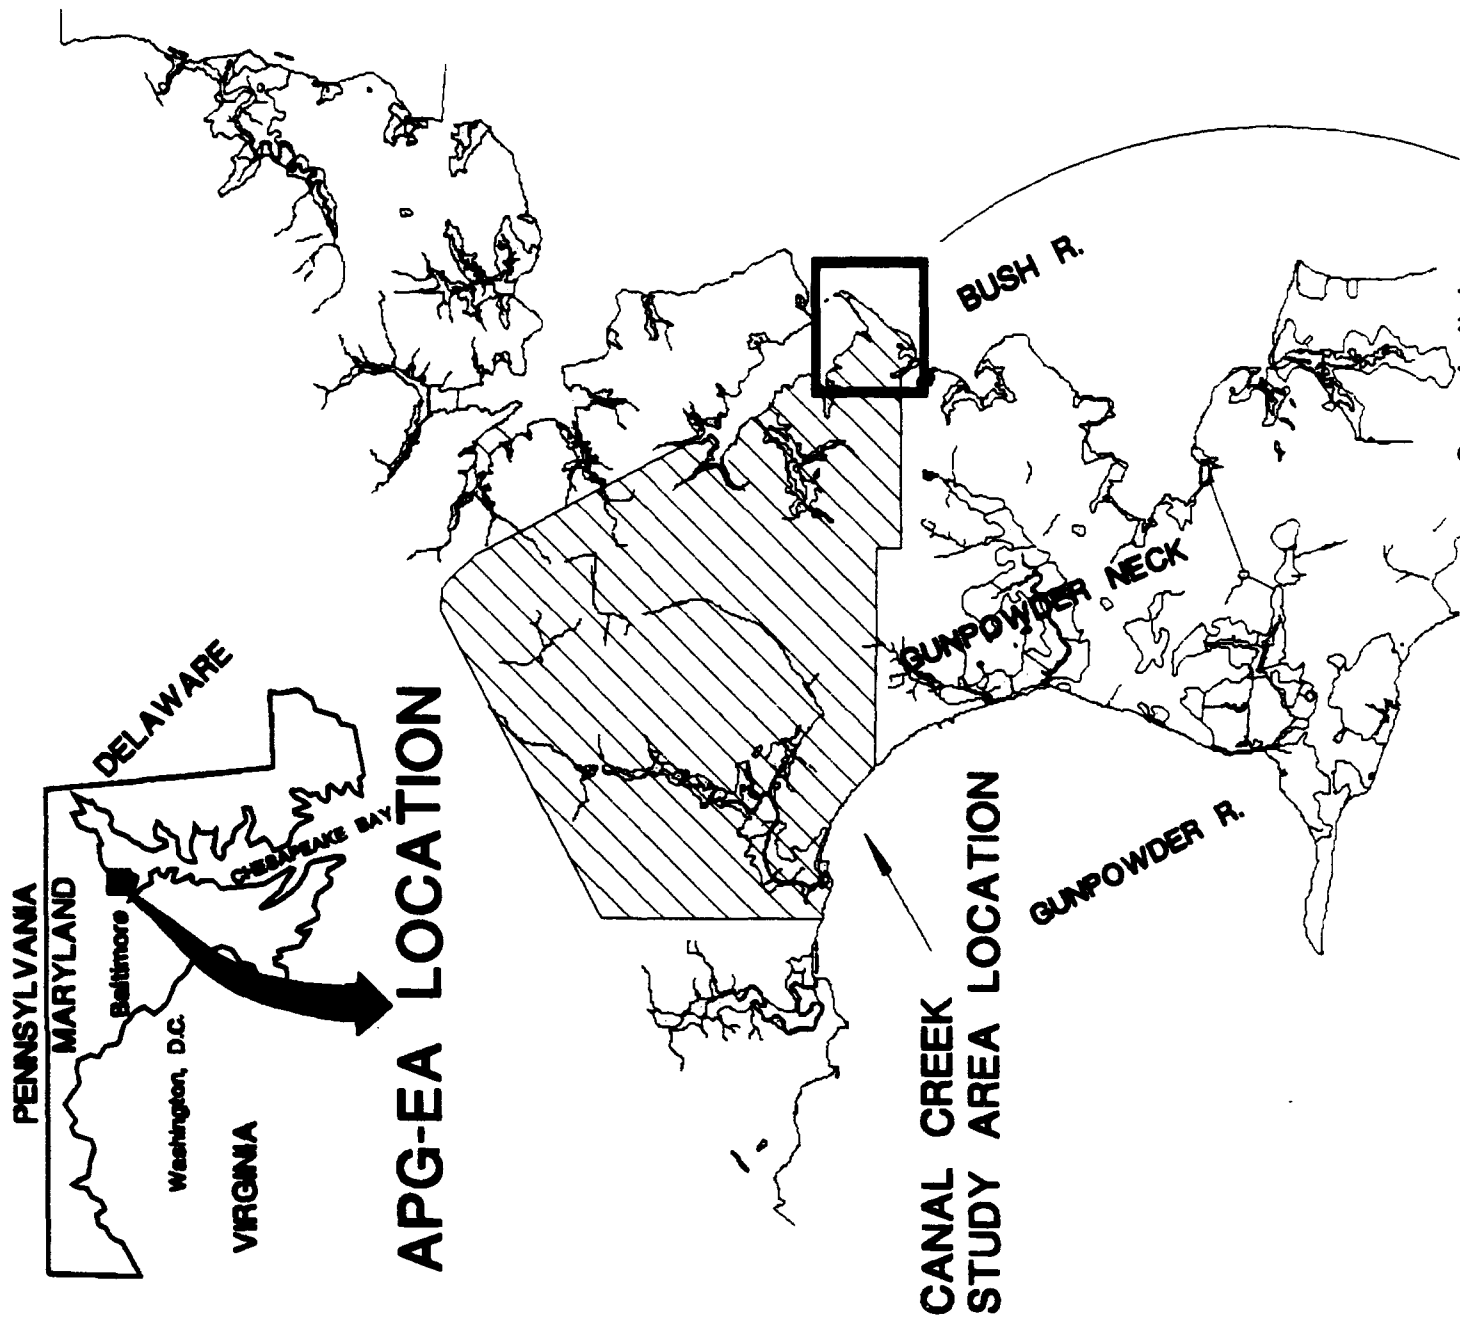 PENNSYLVANIA
MARYLAND
DELAWARE
Baltimore
CHESAPEAKE BAY
Washington, D.C.
VIRGINIA
APG-EA LOCATION
BUSH R.
GUNPOWDER NECK
GUNPOWDER R.
CANAL CREEK
STUDY AREA LOCATION